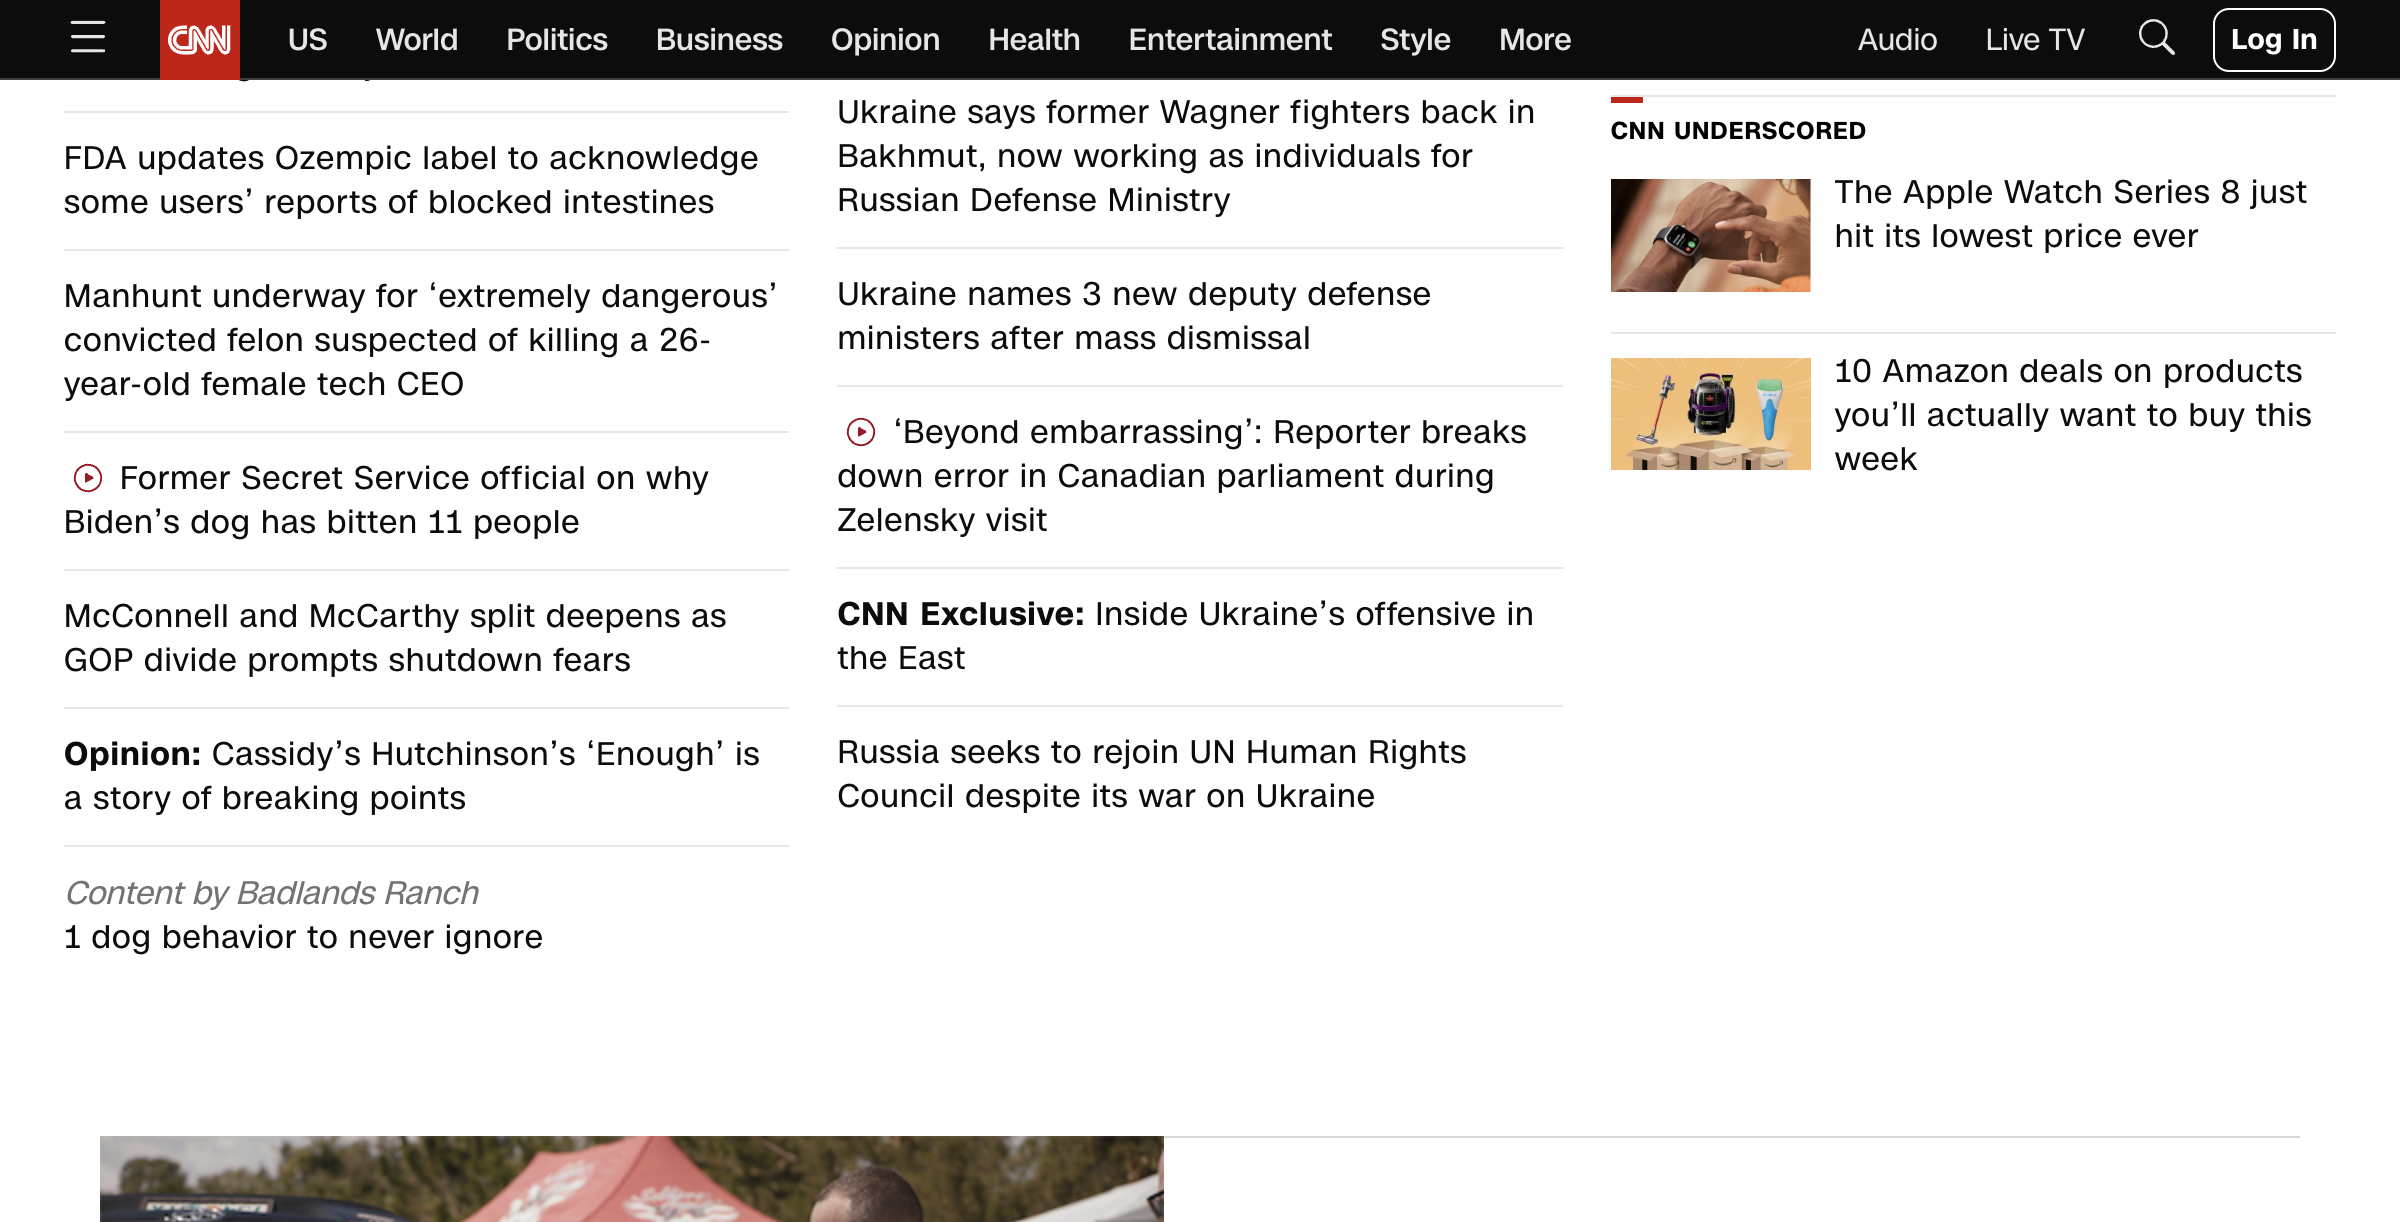 CNN
US
World
Politics
Business
Opinion
Health
Entertainment
Style
More
Audio
Live TV
Log In
FDA updates Ozempic label to acknowledge
some users’ reports of blocked intestines
Manhunt underway for ‘extremely dangerous’
convicted felon suspected of killing a 26-
year-old female tech CEO
Former Secret Service official on why
Biden’s dog has bitten 11 people
McConnell and McCarthy split deepens as
GOP divide prompts shutdown fears
Opinion: Cassidy’s Hutchinson’s ‘Enough’ is
a story of breaking points
Content by Badlands Ranch
1 dog behavior to never ignore
Ukraine says former Wagner fighters back in
Bakhmut, now working as individuals for
Russian Defense Ministry
Ukraine names 3 new deputy defense
ministers after mass dismissal
‘Beyond embarrassing’: Reporter breaks
down error in Canadian parliament during
Zelensky visit
CNN Exclusive: Inside Ukraine’s offensive in
the East
Russia seeks to rejoin UN Human Rights
Council despite its war on Ukraine
CNN UNDERSCORED
The Apple Watch Series 8 just
hit its lowest price ever
10 Amazon deals on products
you’ll actually want to buy this
week